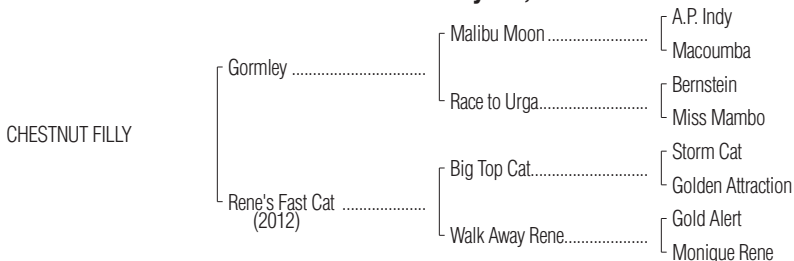 A.P. Indy
Malibu Moon ........................
Macoumba
Gormley ................................
Bernstein
Race to Urga..........................
Miss Mambo
CHESTNUT FILLY
Storm Cat
Big Top Cat............................
Golden Attraction
Rene's Fast Cat ....................
(2012)
Gold Alert
Walk Away Rene....................
Monique Rene